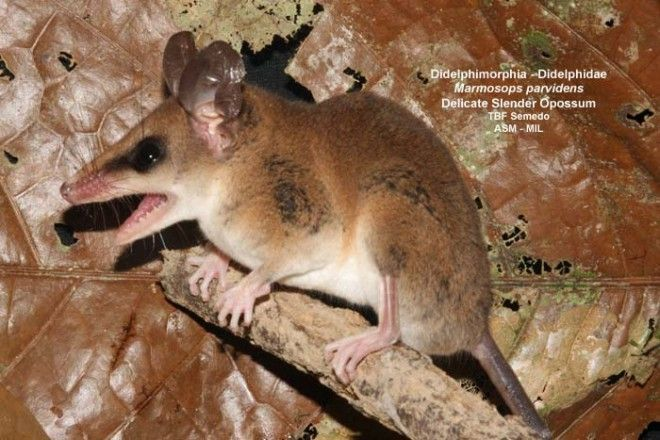 Didelphimorphia - Didelphidae
Marmosops parvidens
Delicate Slender Opossum
TBF Semedo
ASM - MIL